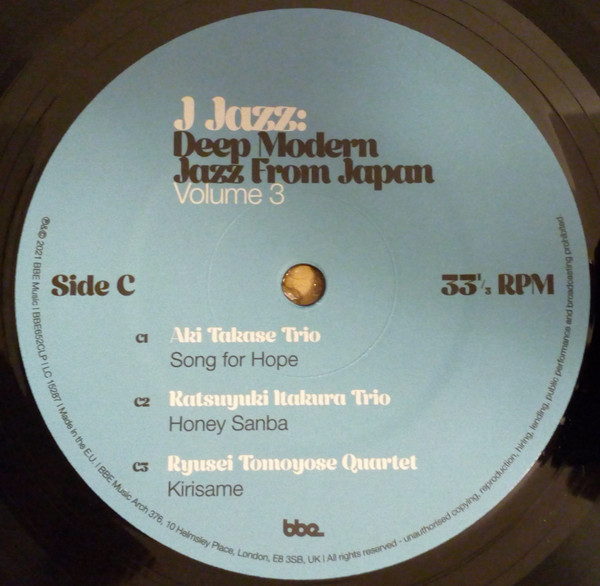 J Jazz:
Deep Modern
Jazz From Japan
Volume 3
Side C
33 1/3 RPM
C1 Aki Takase Trio
Song for Hope
C2 Katsuyuki Itakura Trio
Honey Sanba
C3 Ryusei Tomoyose Quartet
Kirisame
bbe
℗&© 2021 BBE Music | BBE652CLP | LC 15287 | Made in the E.U. | BBE Music Arch 376, 10 Helmsley Place, London, E8 3SB, UK | All rights reserved - unauthorised copying, reproduction, hiring, lending, public performance and broadcasting prohibited.